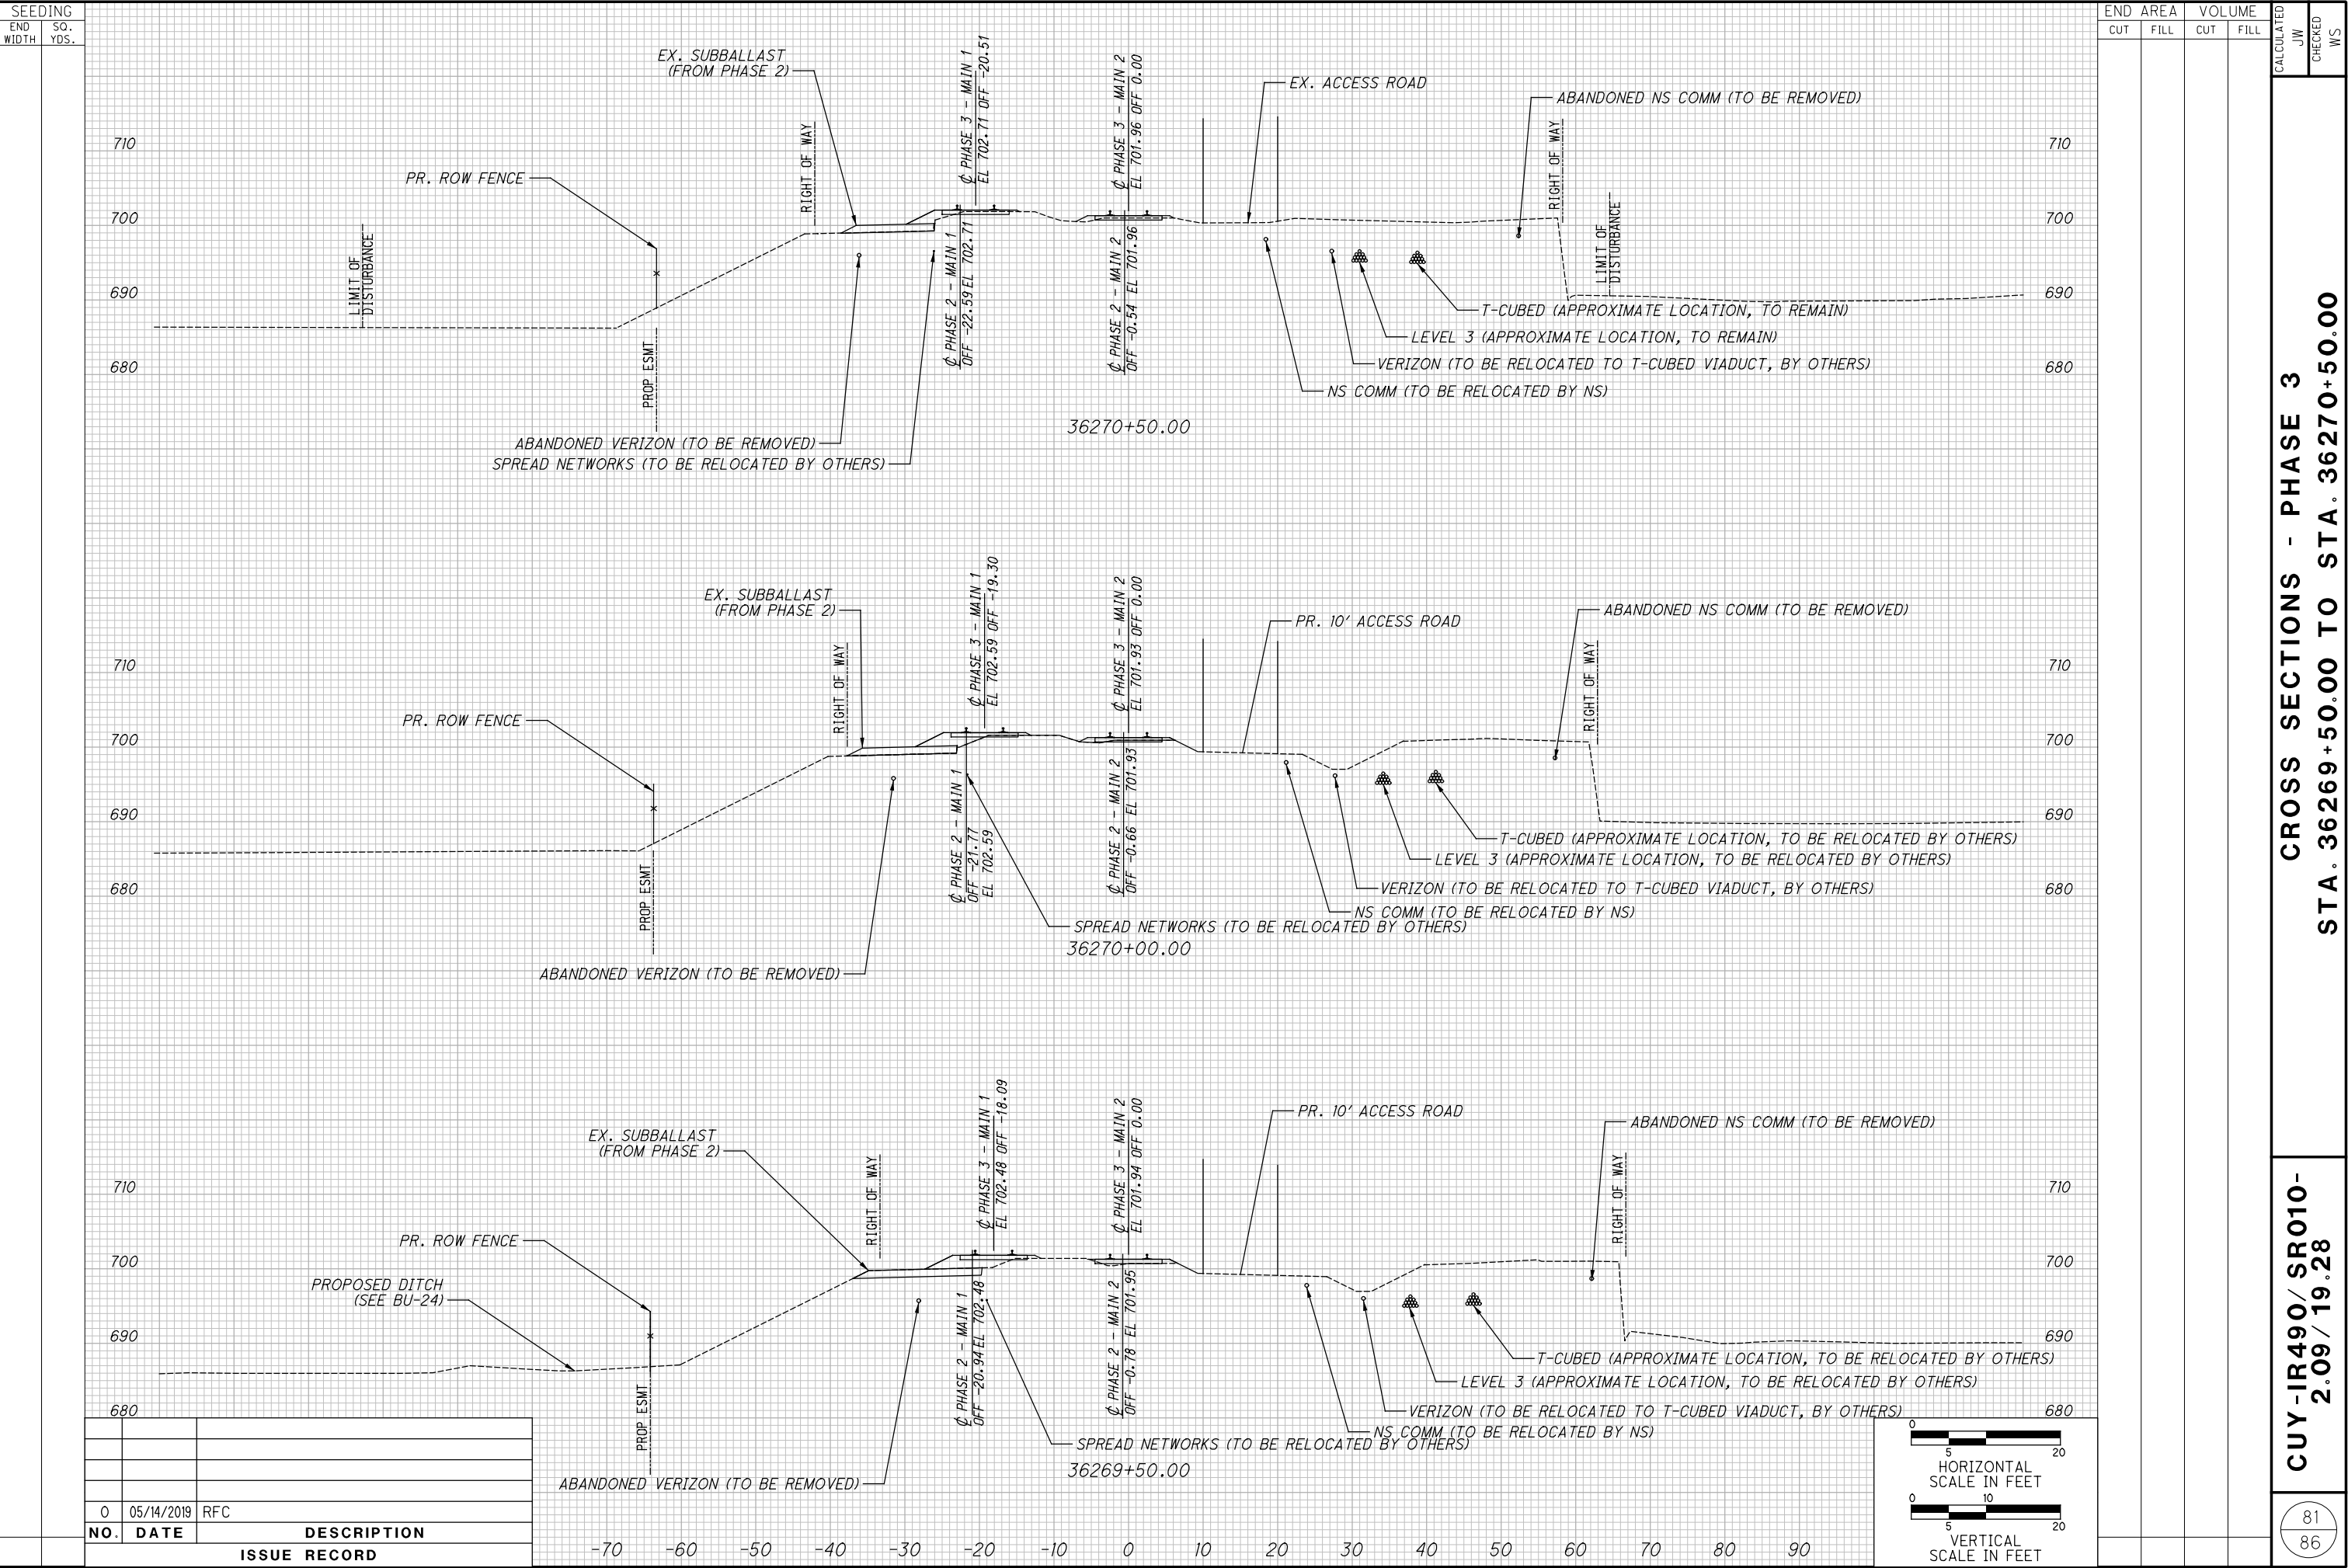 SEEDING
END WIDTH
SQ. YDS.
END AREA
VOLUME
CUT
FILL
CUT
FILL
CALCULATED
JW
CHECKED
WS
EX. SUBBALLAST
(FROM PHASE 2)
℄ PHASE 3 - MAIN 1
EL 702.71 OFF -20.51
℄ PHASE 3 - MAIN 2
EL 701.96 OFF 0.00
EX. ACCESS ROAD
ABANDONED NS COMM (TO BE REMOVED)
710
RIGHT OF WAY
RIGHT OF WAY
710
PR. ROW FENCE
700
700
LIMIT OF
DISTURBANCE
LIMIT OF
DISTURBANCE
690
690
℄ PHASE 2 - MAIN 1
OFF -22.59 EL 702.71
℄ PHASE 2 - MAIN 2
OFF -0.54 EL 701.96
T-CUBED (APPROXIMATE LOCATION, TO REMAIN)
LEVEL 3 (APPROXIMATE LOCATION, TO REMAIN)
680
PROP ESMT
VERIZON (TO BE RELOCATED TO T-CUBED VIADUCT, BY OTHERS)
680
NS COMM (TO BE RELOCATED BY NS)
36270+50.00
ABANDONED VERIZON (TO BE REMOVED)
SPREAD NETWORKS (TO BE RELOCATED BY OTHERS)
EX. SUBBALLAST
(FROM PHASE 2)
℄ PHASE 3 - MAIN 1
EL 702.59 OFF -19.30
℄ PHASE 3 - MAIN 2
EL 701.93 OFF 0.00
PR. 10' ACCESS ROAD
ABANDONED NS COMM (TO BE REMOVED)
710
RIGHT OF WAY
RIGHT OF WAY
710
PR. ROW FENCE
700
700
690
690
℄ PHASE 2 - MAIN 1
OFF -21.77
EL 702.59
℄ PHASE 2 - MAIN 2
OFF -0.66 EL 701.93
T-CUBED (APPROXIMATE LOCATION, TO BE RELOCATED BY OTHERS)
LEVEL 3 (APPROXIMATE LOCATION, TO BE RELOCATED BY OTHERS)
680
PROP ESMT
VERIZON (TO BE RELOCATED TO T-CUBED VIADUCT, BY OTHERS)
680
NS COMM (TO BE RELOCATED BY NS)
SPREAD NETWORKS (TO BE RELOCATED BY OTHERS)
36270+00.00
ABANDONED VERIZON (TO BE REMOVED)
EX. SUBBALLAST
(FROM PHASE 2)
℄ PHASE 3 - MAIN 1
EL 702.48 OFF -18.09
℄ PHASE 3 - MAIN 2
EL 701.94 OFF 0.00
PR. 10' ACCESS ROAD
ABANDONED NS COMM (TO BE REMOVED)
710
RIGHT OF WAY
RIGHT OF WAY
710
PR. ROW FENCE
700
700
PROPOSED DITCH
(SEE BU-24)
690
690
℄ PHASE 2 - MAIN 1
OFF -20.94 EL 702.48
℄ PHASE 2 - MAIN 2
OFF -0.78 EL 701.95
T-CUBED (APPROXIMATE LOCATION, TO BE RELOCATED BY OTHERS)
LEVEL 3 (APPROXIMATE LOCATION, TO BE RELOCATED BY OTHERS)
680
PROP ESMT
VERIZON (TO BE RELOCATED TO T-CUBED VIADUCT, BY OTHERS)
680
NS COMM (TO BE RELOCATED BY NS)
SPREAD NETWORKS (TO BE RELOCATED BY OTHERS)
36269+50.00
ABANDONED VERIZON (TO BE REMOVED)
0 05/14/2019 RFC
NO. DATE DESCRIPTION
ISSUE RECORD
-70 -60 -50 -40 -30 -20 -10 0 10 20 30 40 50 60 70 80 90
0
5
20
HORIZONTAL
SCALE IN FEET
0
10
5
20
VERTICAL
SCALE IN FEET
CROSS SECTIONS - PHASE 3
STA. 36269+50.00 TO STA. 36270+50.00
CUY-IR490/SR010-
2.09/19.28
81
86